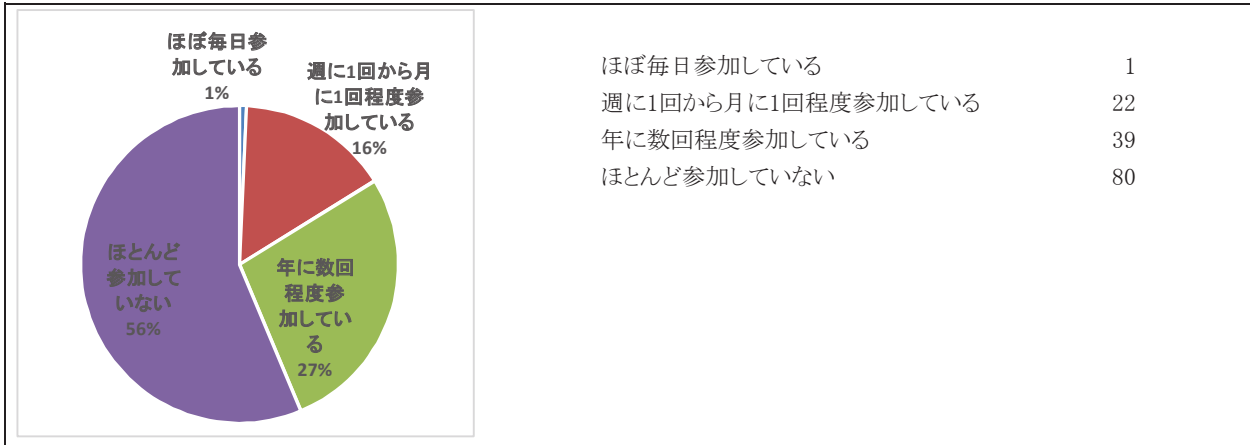 ほぼ毎日参
加している
1%
週に1回から月
に1回程度参
加している
16%
年に数回
程度参
加してい
る
27%
ほとんど
参加して
いない
56%
ほぼ毎日参加している 1
週に1回から月に1回程度参加している 22
年に数回程度参加している 39
ほとんど参加していない 80